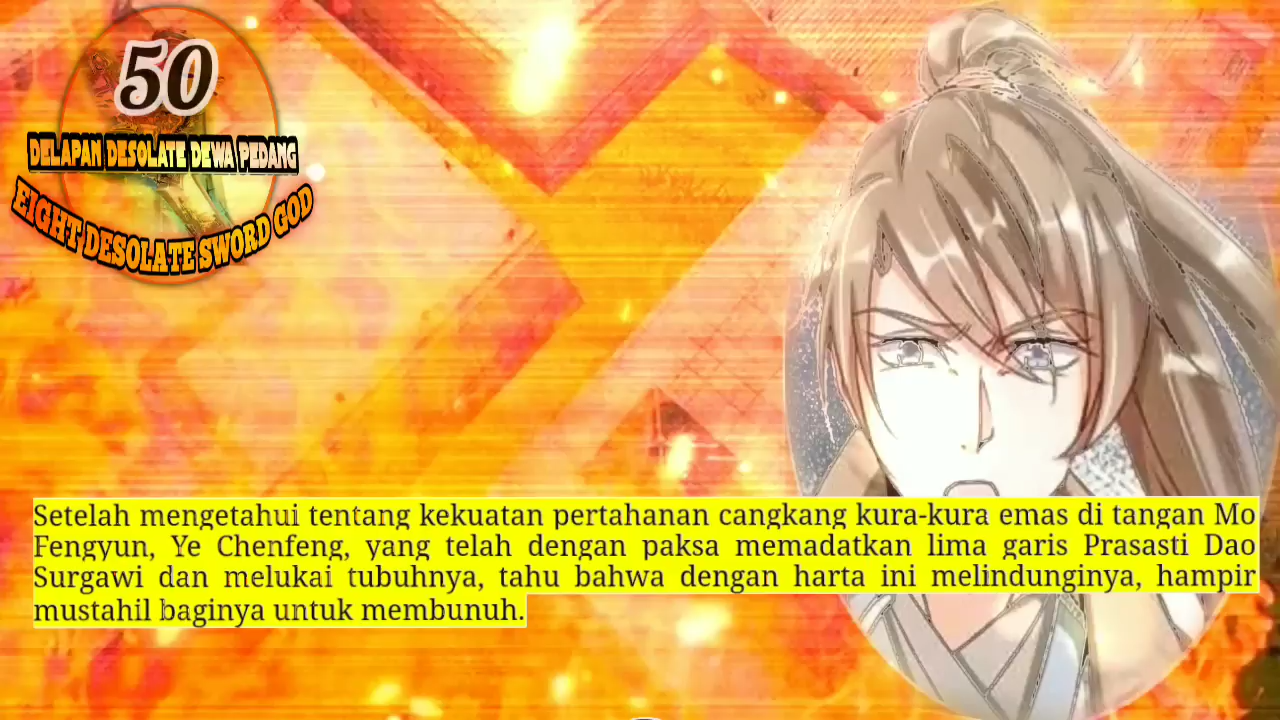 50
DELAPAN DESOLATE DEWA PEDANG
EIGHT DESOLATE SWORD GOD
Setelah mengetahui tentang kekuatan pertahanan cangkang kura-kura emas di tangan Mo
Fengyun, Ye Chenfeng, yang telah dengan paksa memadatkan lima garis Prasasti Dao
Surgawi dan melukai tubuhnya, tahu bahwa dengan harta ini melindunginya, hampir
mustahil baginya untuk membunuh.